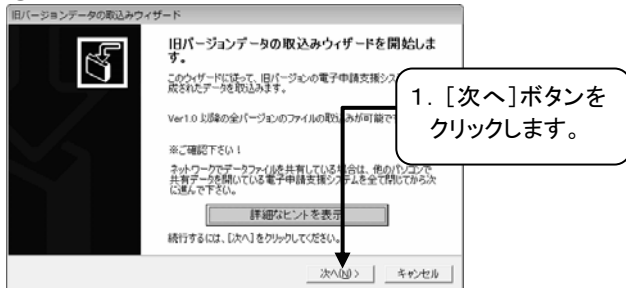 旧バージョンデータの取込みウィザード
旧バージョンデータの取込みウィザードを開始しま
す。
このウィザードに従って、旧バージョンの電子申請支援シス
成されたデータを取込みます。
Ver1.0 以降の全バージョンのファイルの取込みが可能で
※ご確認下さい！
ネットワークでデータファイルを共有している場合は、他のパソコンで
共有データを開いている電子申請支援システムを全て閉じてから次
に進んで下さい。
詳細なヒントを表示
続行するには、[次へ]をクリックしてください。
次へ(N) >
キャンセル
１．［次へ］ボタンを
クリックします。